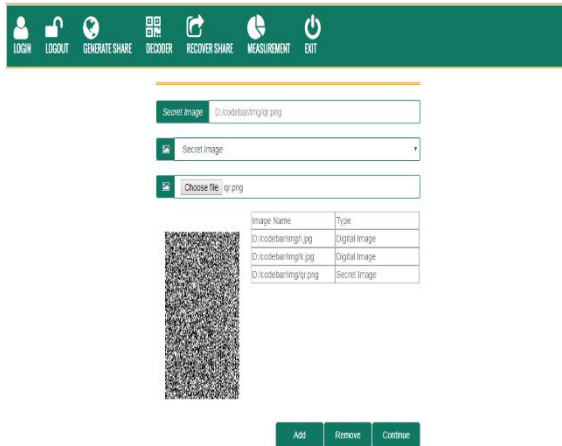 LOGIN LOGOUT GENERATE SHARE DECODER RECOVER SHARE MEASUREMENT EXIT
Secret Image D:/codebar/img/qr.png
Secret Image
Choose file qr.png
Image Name Type
D:/codebar/img/i.jpg Digital Image
D:/codebar/img/k.jpg Digital Image
D:/codebar/img/qr.png Secret Image
Add Remove Continue